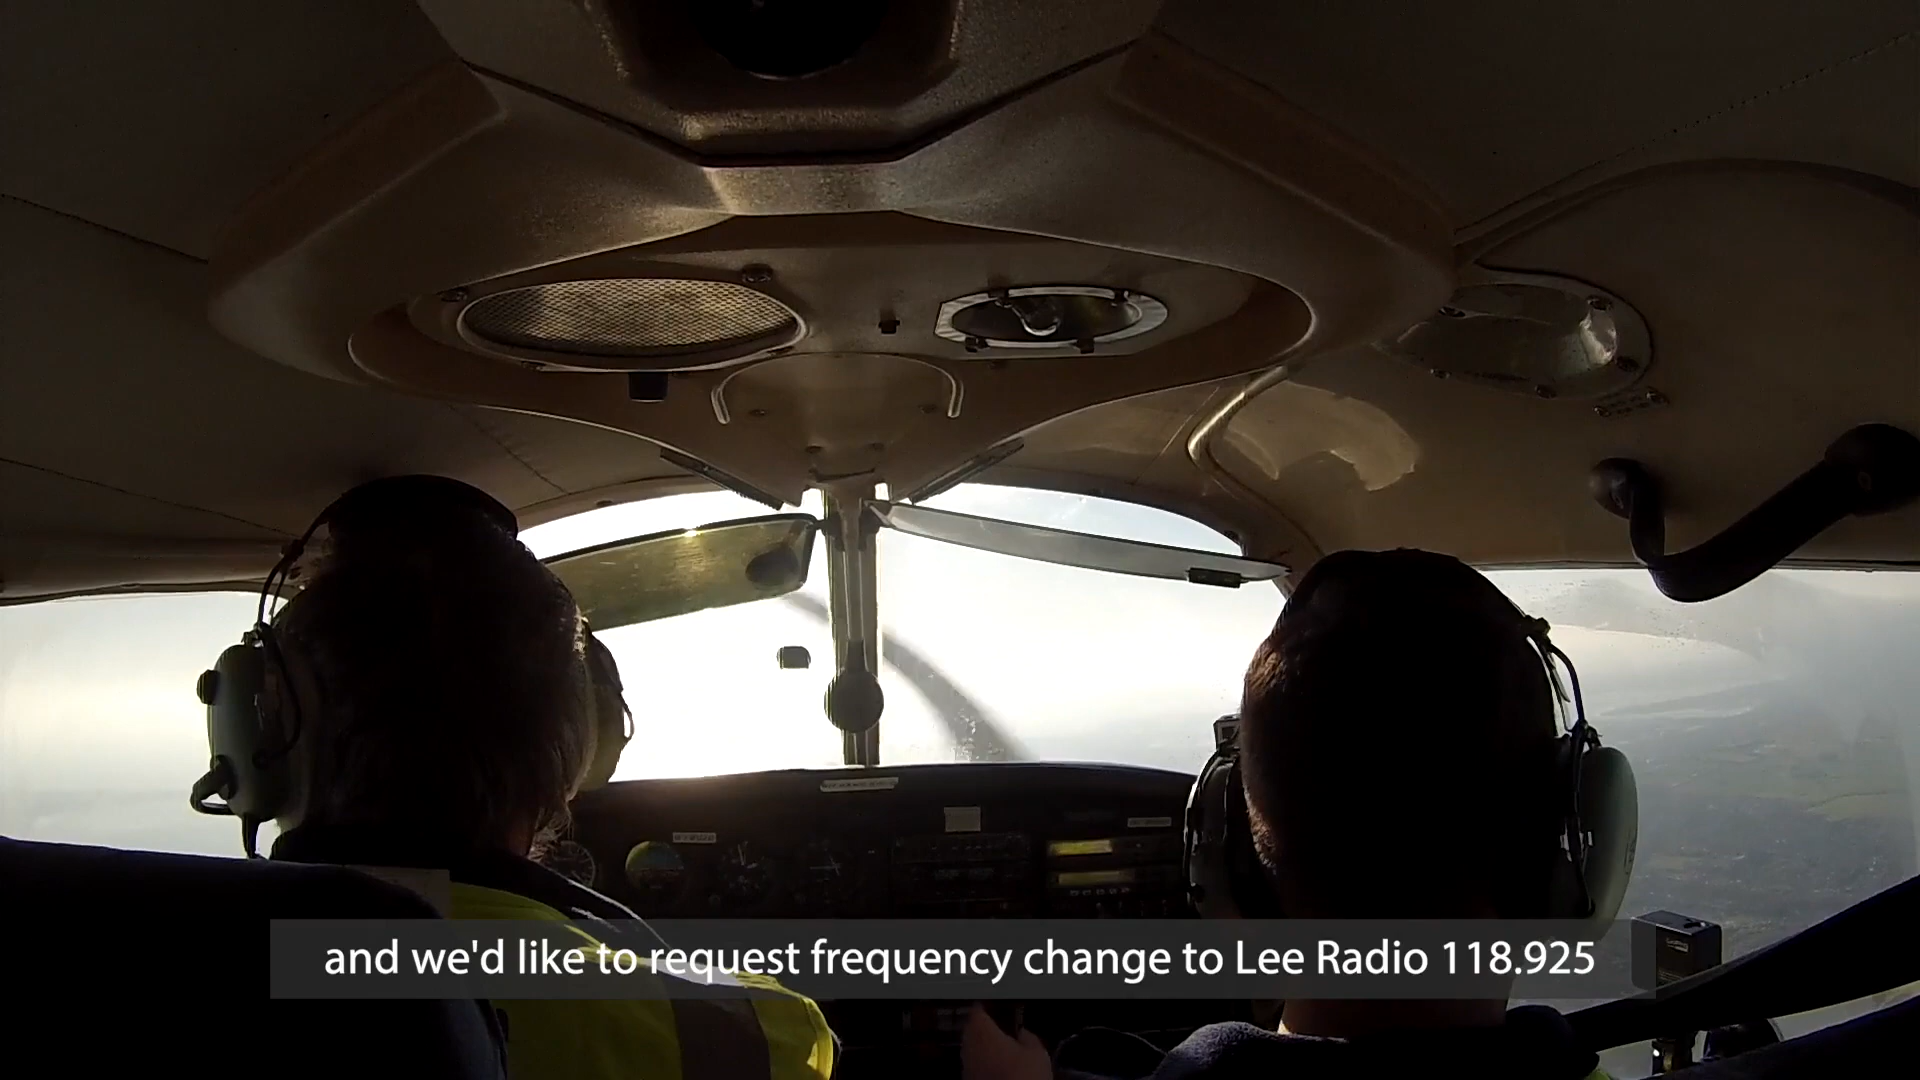 and we'd like to request frequency change to Lee Radio 118.925